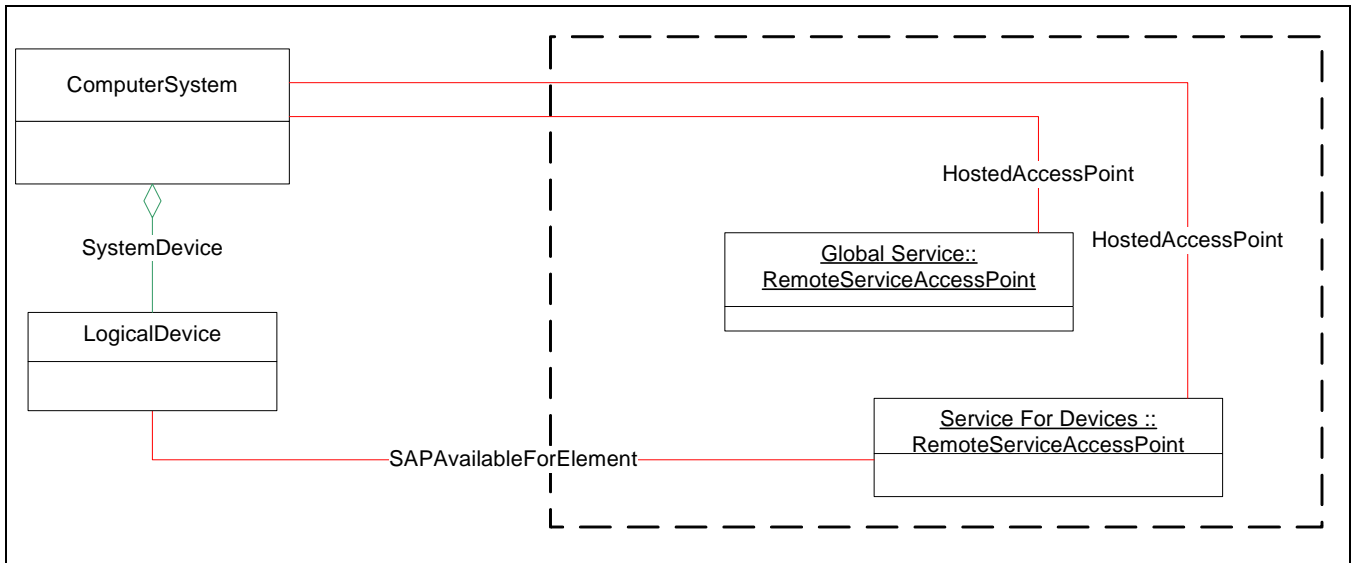 ComputerSystem
HostedAccessPoint
SystemDevice
HostedAccessPoint
Global Service::
RemoteServiceAccessPoint
LogicalDevice
Service For Devices ::
RemoteServiceAccessPoint
SAPAvailableForElement